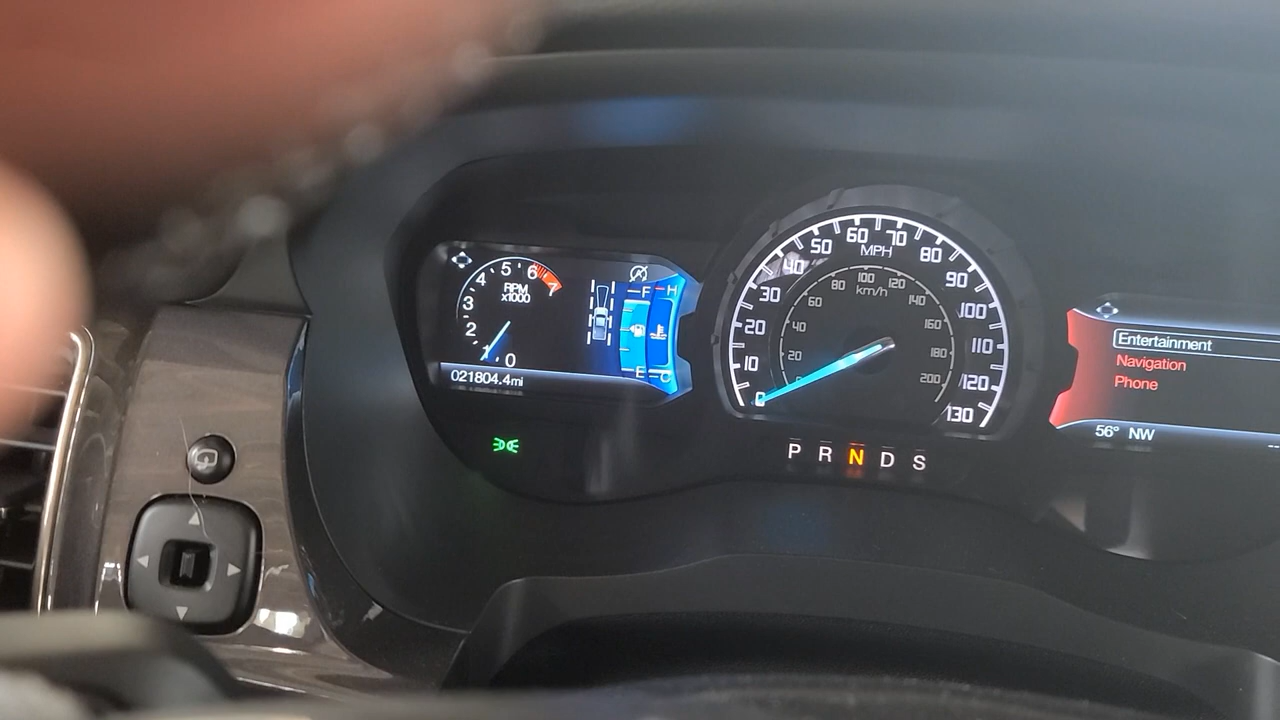 0 1 2 3 4 5 6 7
RPM
x1000
F H
E C
021804.4mi
0 10 20 30 40 50 60 70 80 90 100 110 120 130
MPH
0 20 40 60 80 100 120 140 160 180 200
km/h
P R N D S
Entertainment
Navigation
Phone
56° NW